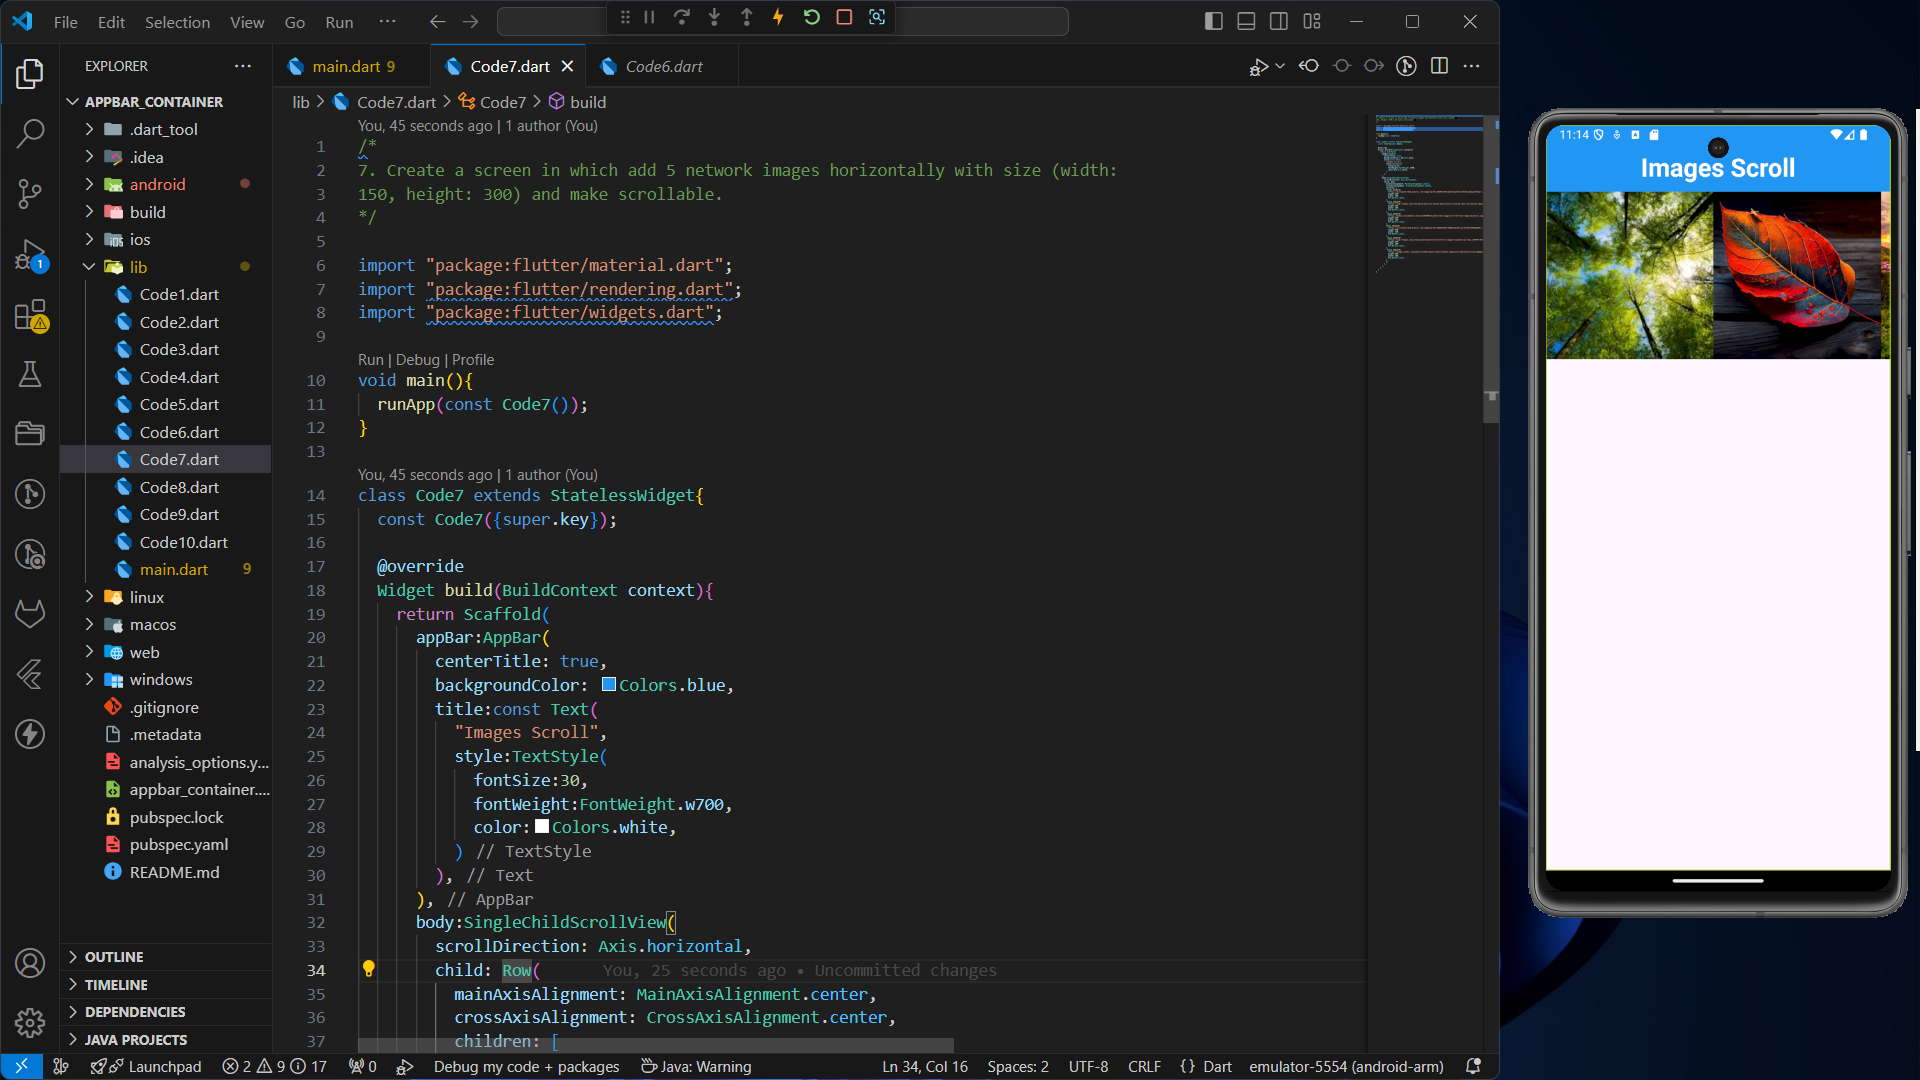 File Edit Selection View Go Run ···
EXPLORER
main.dart 9
Code7.dart
Code6.dart
APPBAR_CONTAINER
.dart_tool
.idea
android
build
ios
lib
Code1.dart
Code2.dart
Code3.dart
Code4.dart
Code5.dart
Code6.dart
Code7.dart
Code8.dart
Code9.dart
Code10.dart
main.dart 9
linux
macos
web
windows
.gitignore
.metadata
analysis_options.y...
appbar_container....
pubspec.lock
pubspec.yaml
README.md
OUTLINE
TIMELINE
DEPENDENCIES
JAVA PROJECTS
1
lib > Code7.dart > Code7 > build
You, 45 seconds ago | 1 author (You)
1 /*
2 7. Create a screen in which add 5 network images horizontally with size (width:
3 150, height: 300) and make scrollable.
4 */
5
6 import "package:flutter/material.dart";
7 import "package:flutter/rendering.dart";
8 import "package:flutter/widgets.dart";
9
Run | Debug | Profile
10 void main(){
11 runApp(const Code7());
12 }
13
You, 45 seconds ago | 1 author (You)
14 class Code7 extends StatelessWidget{
15 const Code7({super.key});
16
17 @override
18 Widget build(BuildContext context){
19 return Scaffold(
20 appBar:AppBar(
21 centerTitle: true,
22 backgroundColor: Colors.blue,
23 title:const Text(
24 "Images Scroll",
25 style:TextStyle(
26 fontSize:30,
27 fontWeight:FontWeight.w700,
28 color: Colors.white,
29 ) // TextStyle
30 ), // Text
31 ), // AppBar
32 body:SingleChildScrollView(
33 scrollDirection: Axis.horizontal,
34 child: Row( You, 25 seconds ago • Uncommitted changes
35 mainAxisAlignment: MainAxisAlignment.center,
36 crossAxisAlignment: CrossAxisAlignment.center,
37 children: [
Launchpad 2 9 17 0 Debug my code + packages Java: Warning Ln 34, Col 16 Spaces: 2 UTF-8 CRLF {} Dart emulator-5554 (android-arm)
11:14
Images Scroll